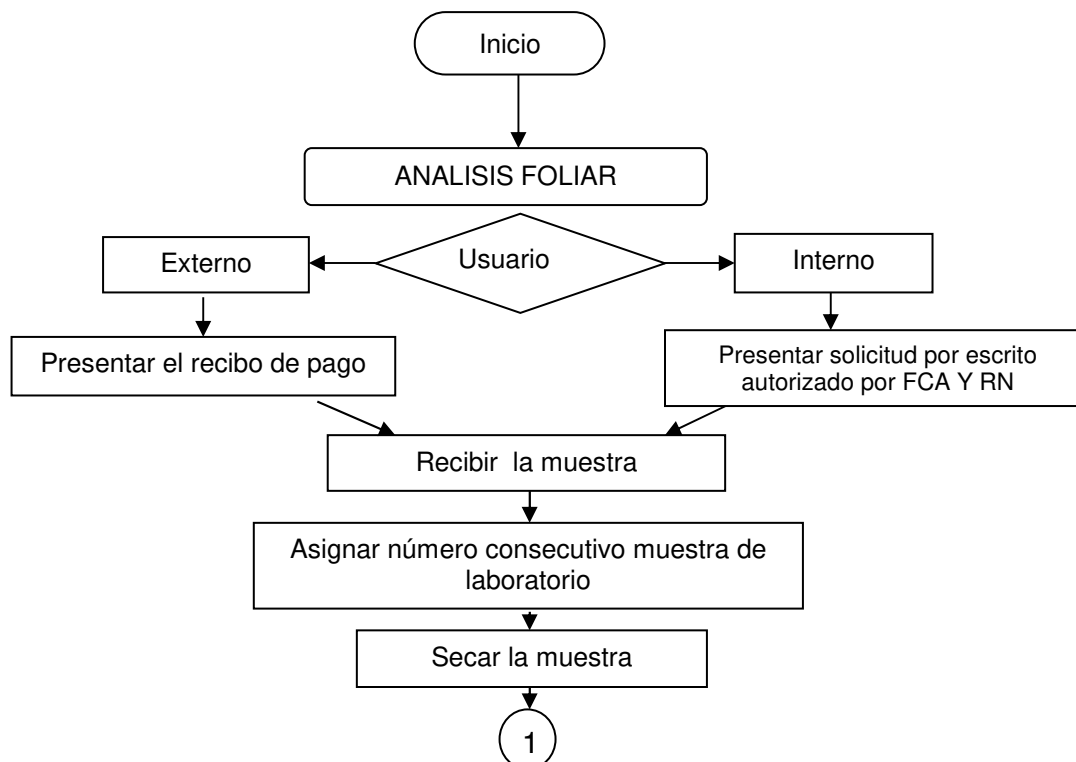 Inicio
ANALISIS FOLIAR
Externo
Usuario
Interno
Presentar el recibo de pago
Presentar solicitud por escrito
autorizado por FCA Y RN
Recibir la muestra
Asignar número consecutivo muestra de
laboratorio
Secar la muestra
1